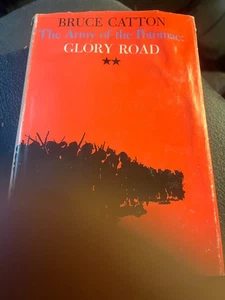 BRUCE CATTON
The Army of the Potomac:
GLORY ROAD